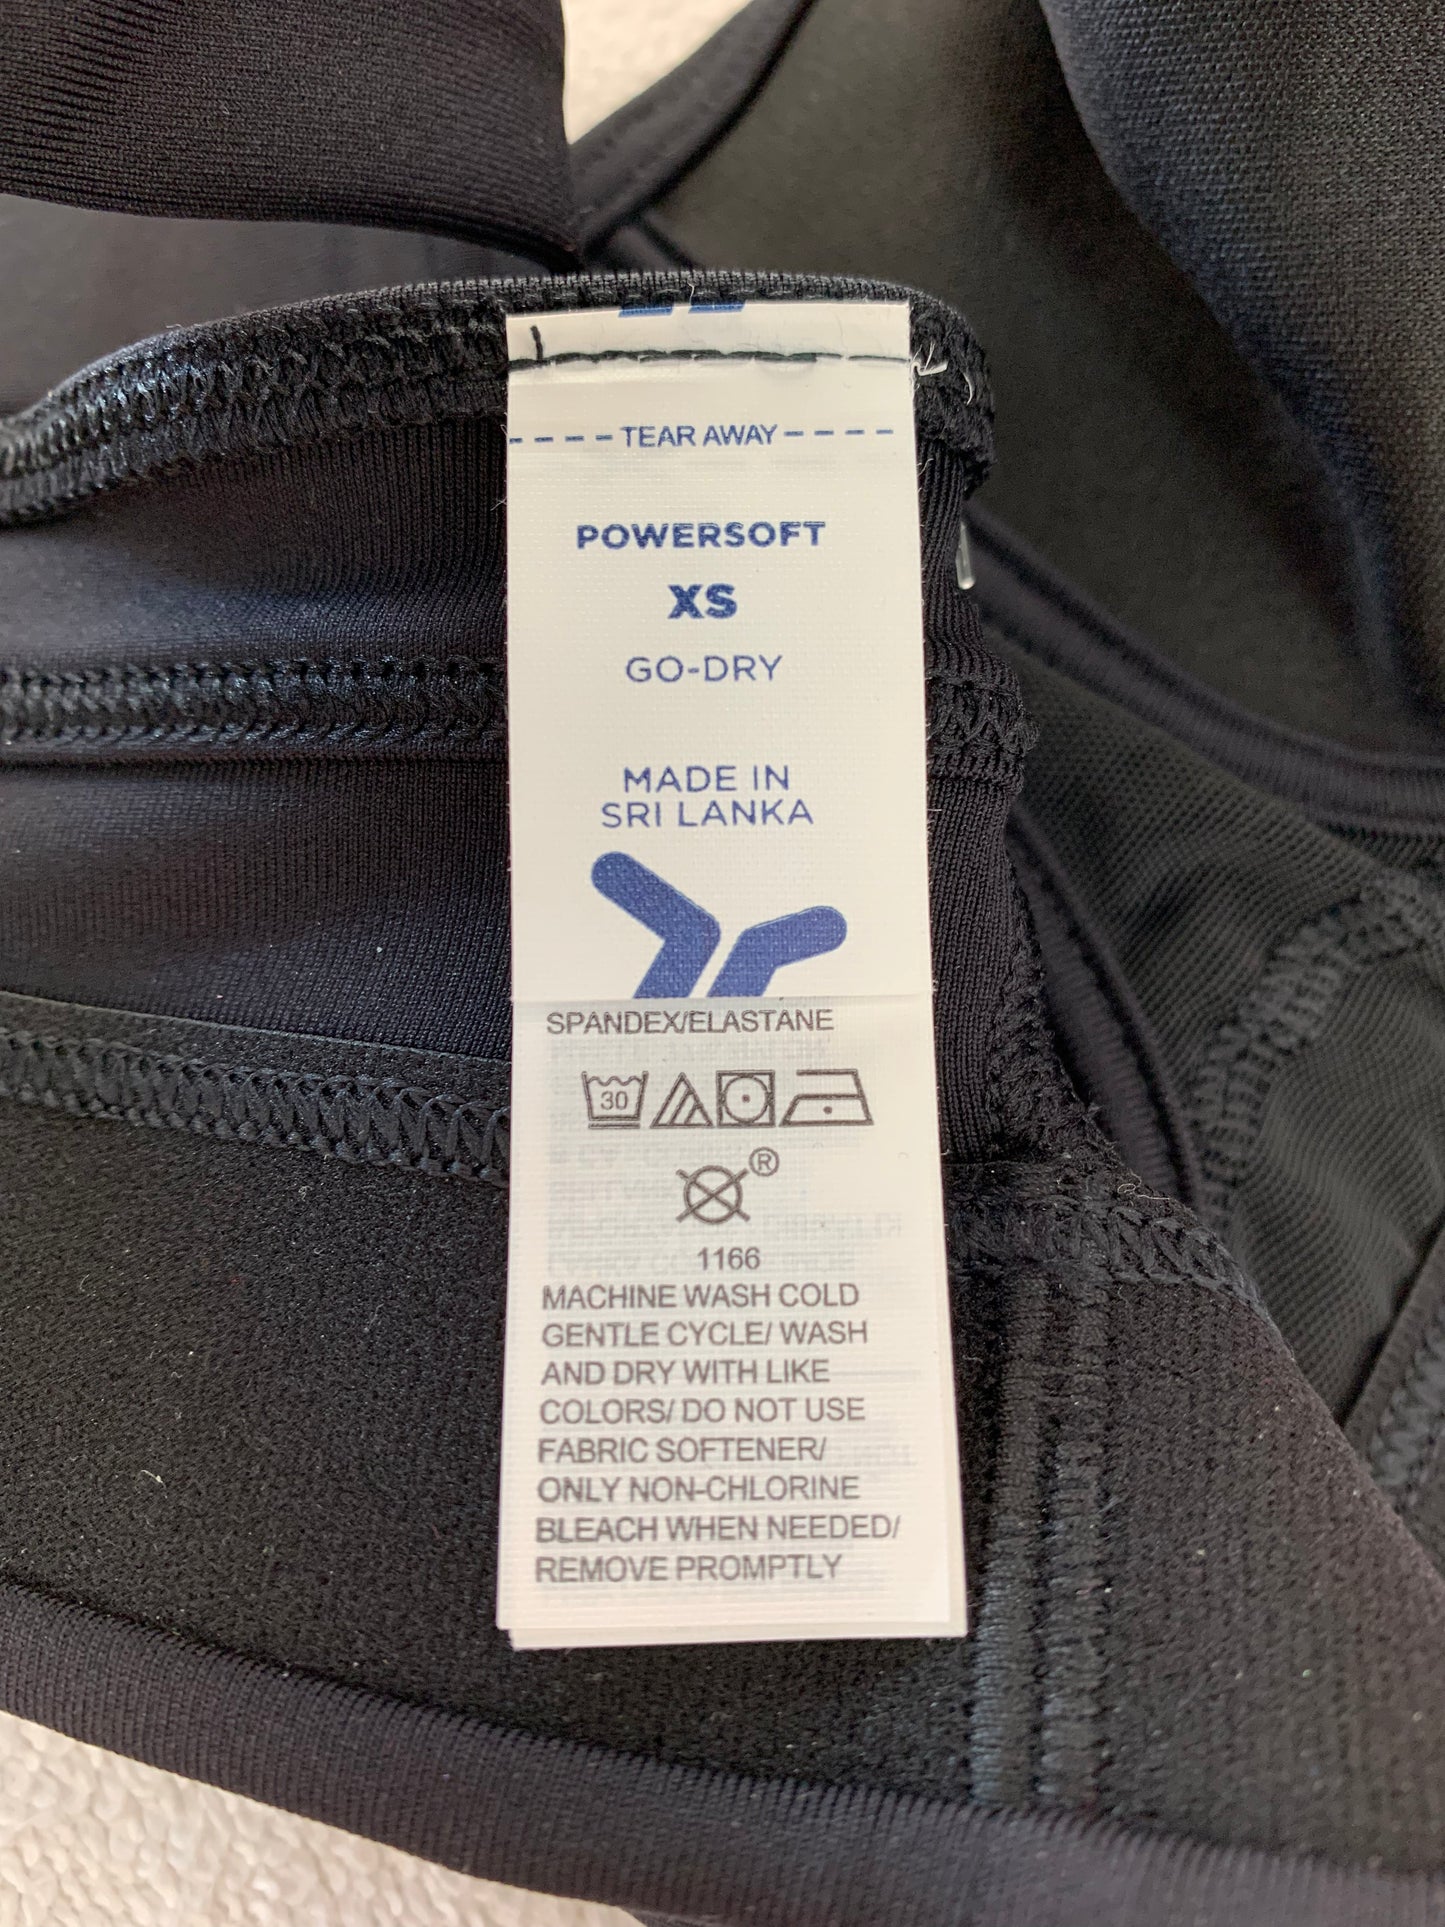 TEAR AWAY
POWERSOFT
XS
GO-DRY
MADE IN
SRI LANKA
SPANDEX/ELASTANE
30
®
1166
MACHINE WASH COLD
GENTLE CYCLE/ WASH
AND DRY WITH LIKE
COLORS/ DO NOT USE
FABRIC SOFTENER/
ONLY NON-CHLORINE
BLEACH WHEN NEEDED/
REMOVE PROMPTLY